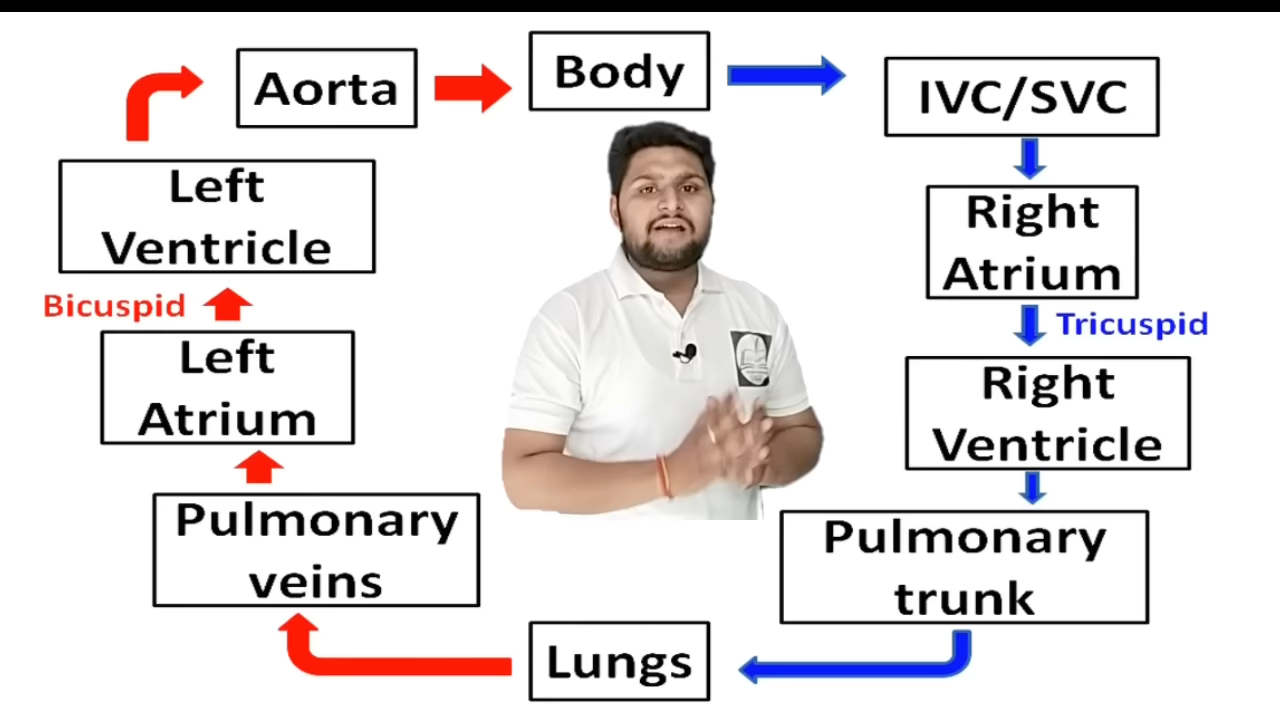 Aorta
Body
IVC/SVC
Left
Ventricle
Right
Atrium
Bicuspid
Tricuspid
Left
Atrium
Right
Ventricle
Pulmonary
veins
Pulmonary
trunk
Lungs